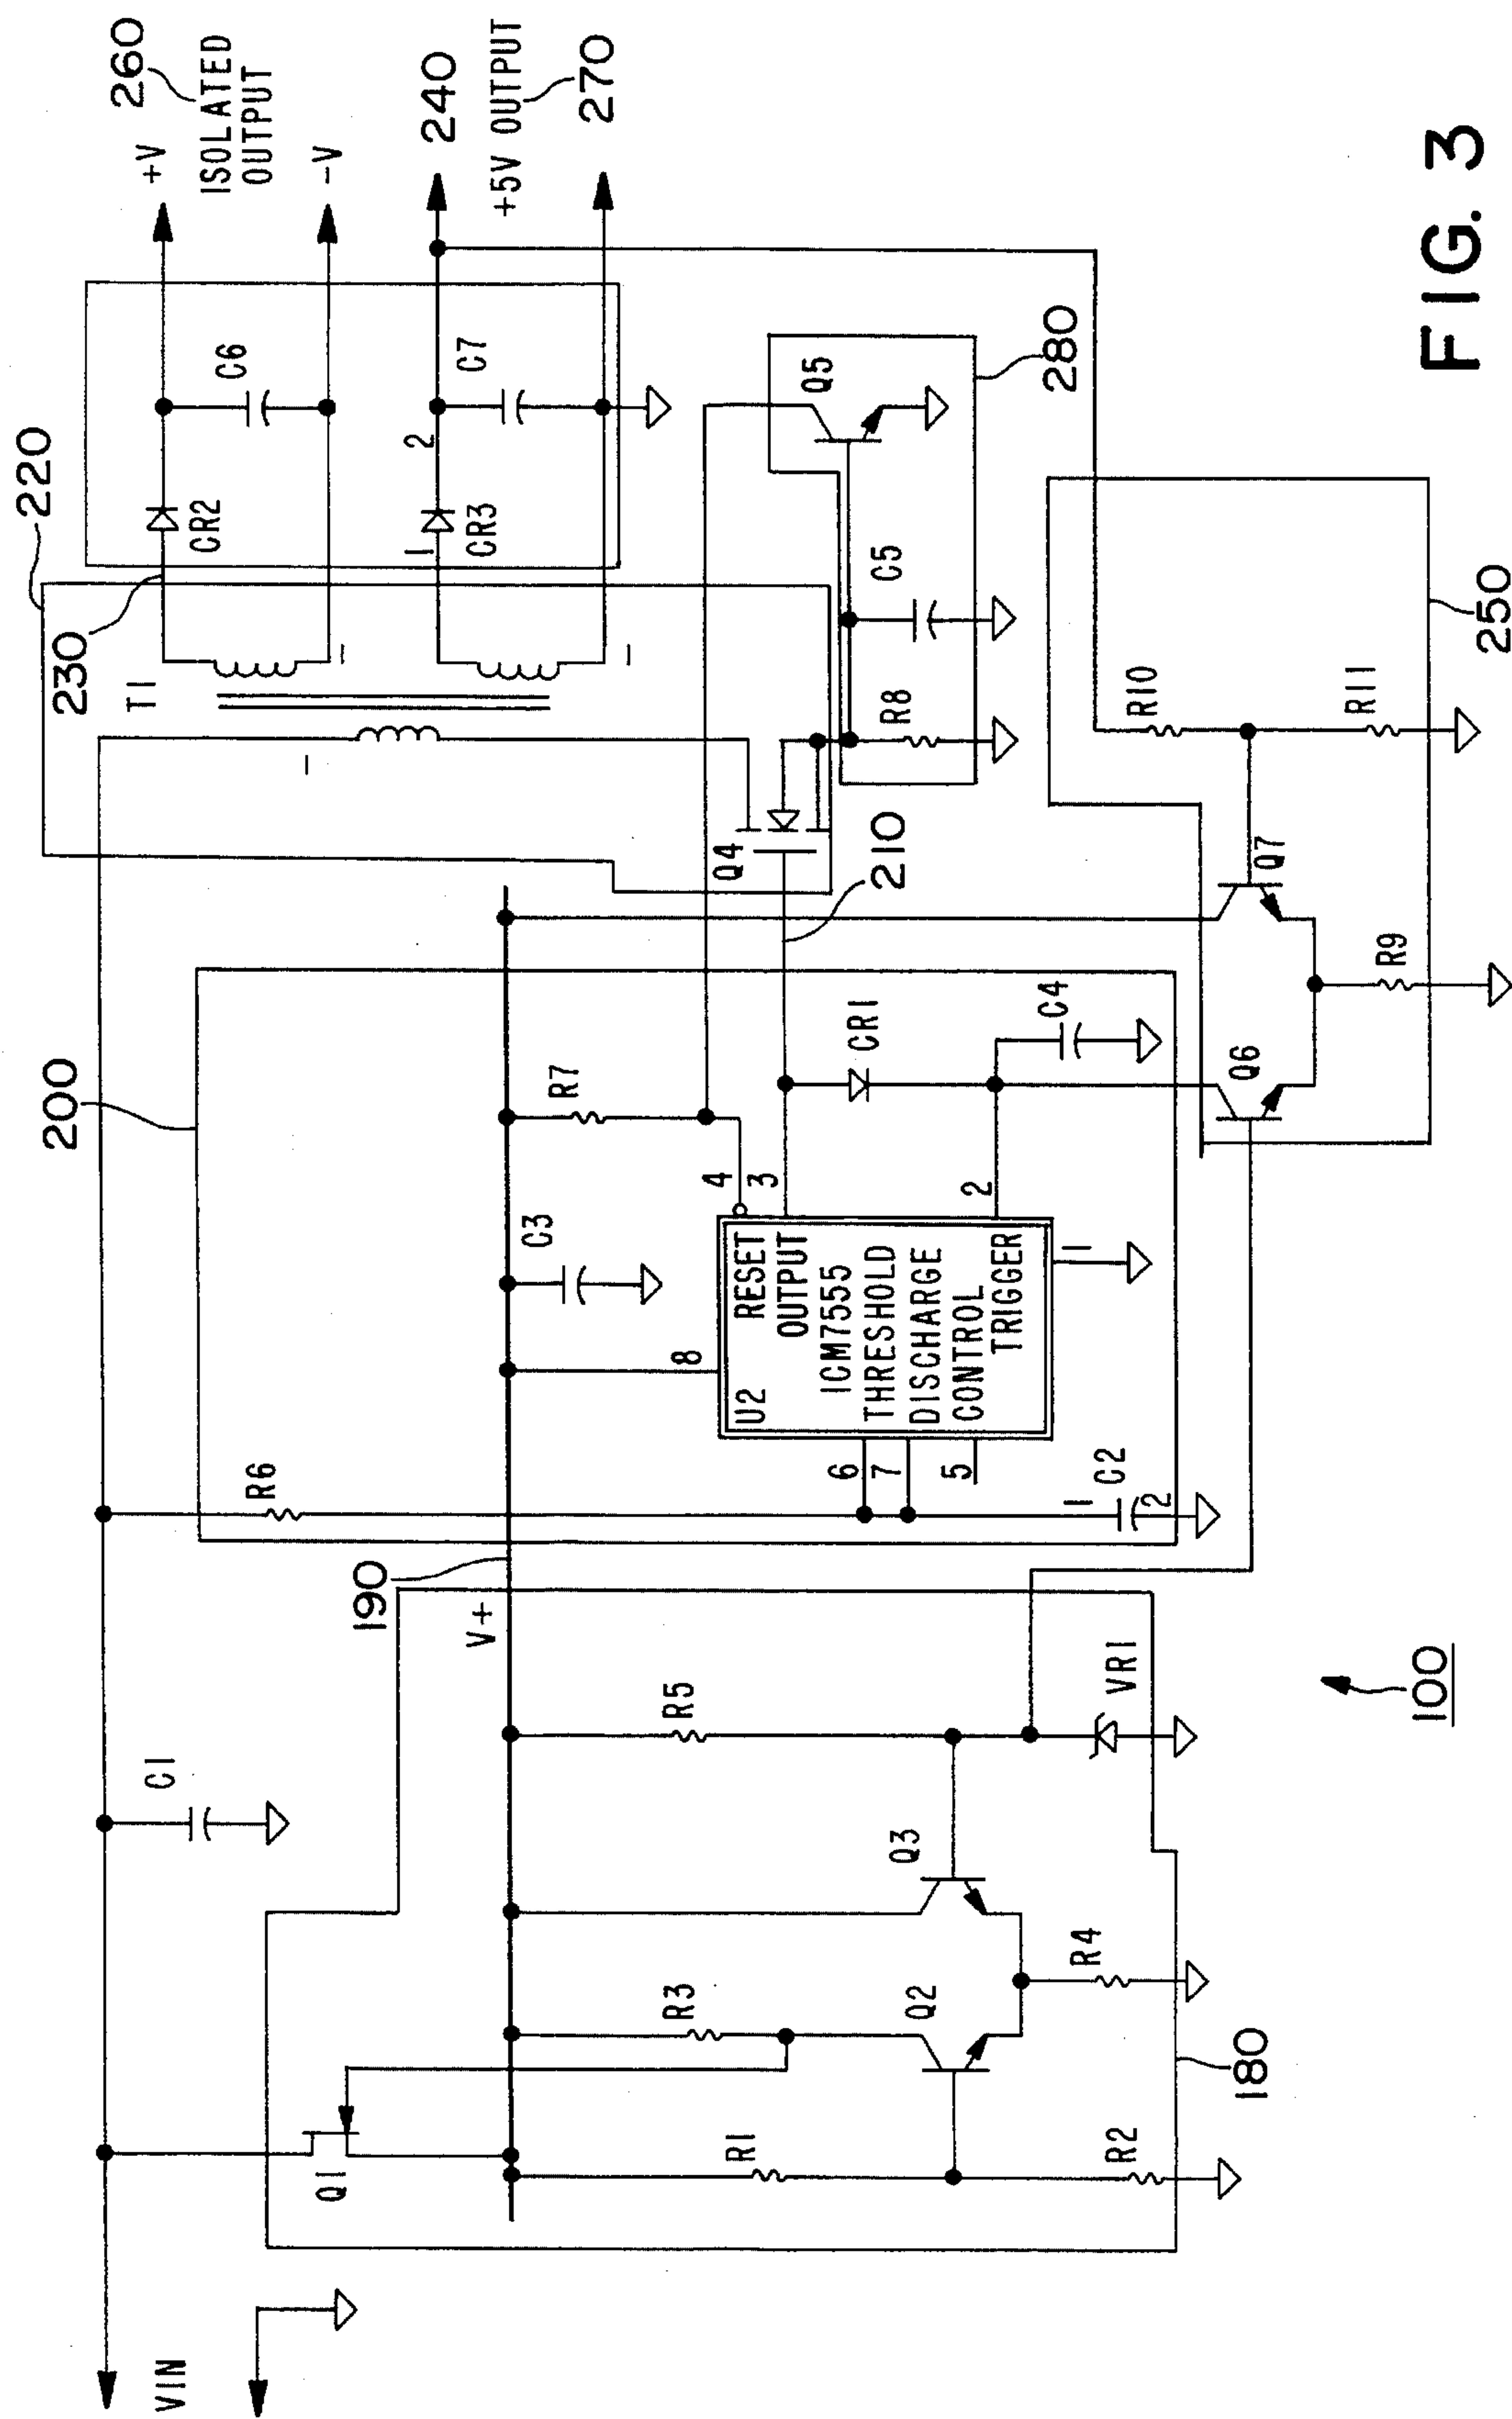 260
+V
ISOLATED
OUTPUT
-V
240
+5V OUTPUT
270
220
230
T1
CR2
C6
1
CR3
2
C7
Q5
280
C5
R8
Q4
210
200
R7
C3
4
3
8
U2
RESET
OUTPUT
ICM7555
THRESHOLD
DISCHARGE
CONTROL
TRIGGER
6
7
5
2
1
CR1
C4
R6
1
C2
2
R10
R11
250
Q7
Q6
R9
190
V+
C1
R5
VR1
Q3
R3
Q2
R4
Q1
R1
R2
180
VIN
100
FIG. 3